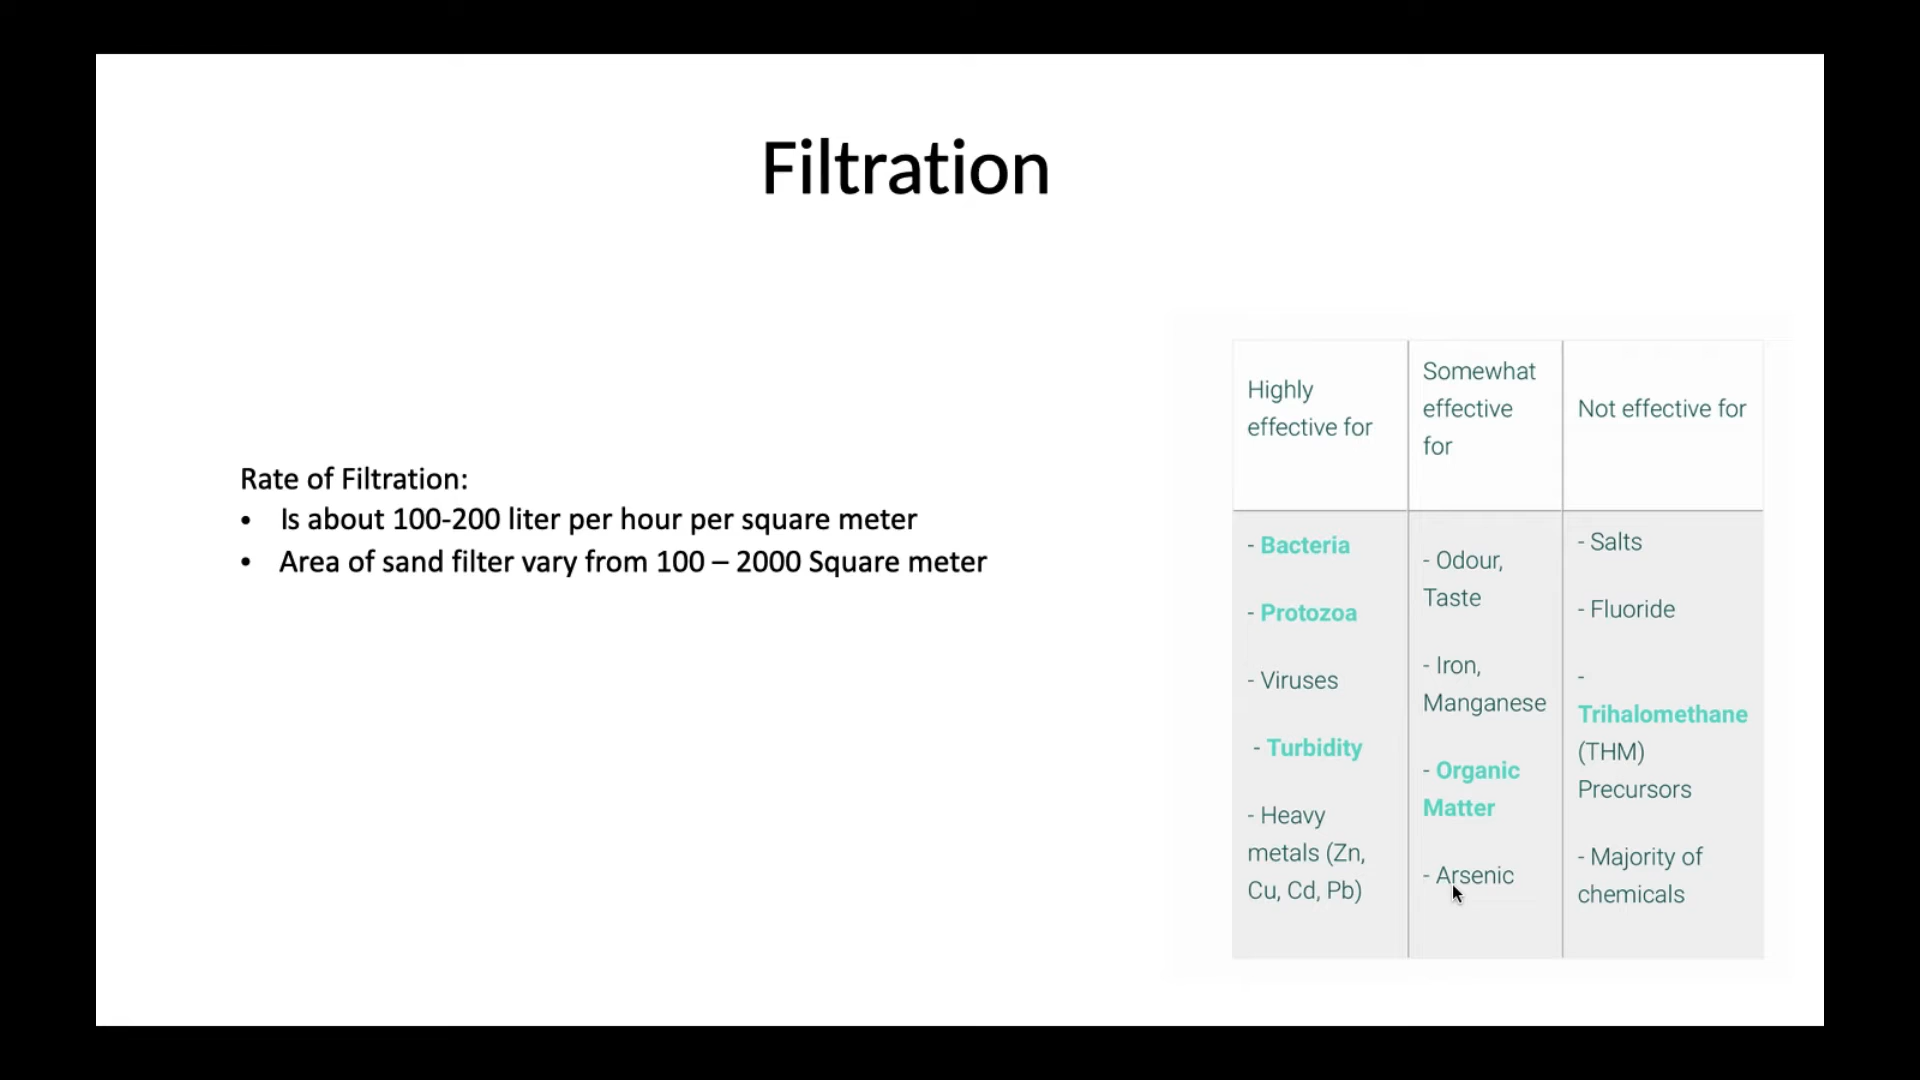 Filtration
Rate of Filtration:
• Is about 100-200 liter per hour per square meter
• Area of sand filter vary from 100 – 2000 Square meter
Highly
effective for
Somewhat
effective
for
Not effective for
- Bacteria
- Protozoa
- Viruses
- Turbidity
- Heavy
metals (Zn,
Cu, Cd, Pb)
- Odour,
Taste
- Iron,
Manganese
- Organic
Matter
- Arsenic
- Salts
- Fluoride
-
Trihalomethane
(THM)
Precursors
- Majority of
chemicals